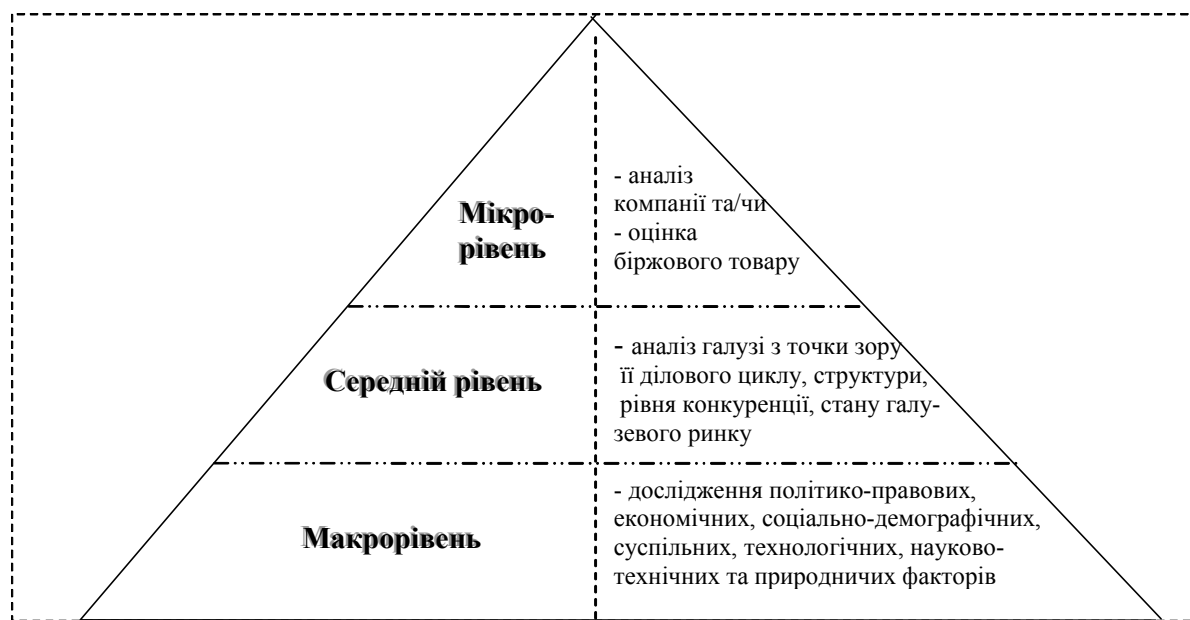 Мікро-
рівень
- аналіз
компанії та/чи
- оцінка
біржового товару
Середній рівень
- аналіз галузі з точки зору
її ділового циклу, структури,
рівня конкуренції, стану галу-
зевого ринку
Макрорівень
- дослідження політико-правових,
економічних, соціально-демографічних,
суспільних, технологічних, науково-
технічних та природничих факторів